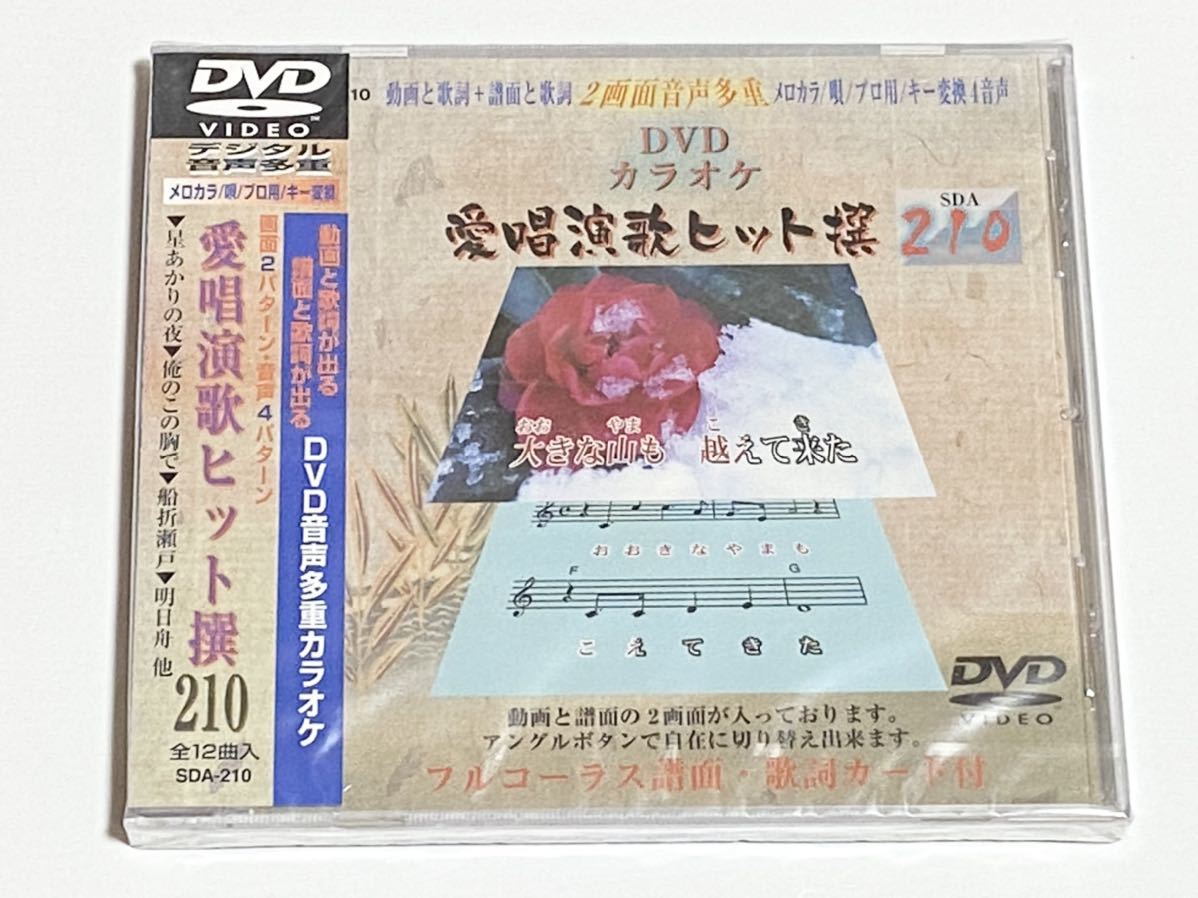 DVD
VIDEO™
デジタル
音声多重
メロカラ/唄/プロ用/キー変換
動画と歌詞が出る
譜面と歌詞が出る
DVD音声多重カラオケ
画面2パターン・音声4パターン
愛唱演歌ヒット撰
210
▼星あかりの夜▼俺のこの胸で▼船折瀬戸▼明日舟 他
全12曲入
SDA-210
10
動画と歌詞+譜面と歌詞 2画面音声多重 メロカラ/唄/プロ用/キー変換4音声
DVD
カラオケ
愛唱演歌ヒット撰
SDA
210
おお やま こ き
大きな山も 越えて来た
おおきなやまも
F G
こえてきた
DVD
VIDEO
動画と譜面の2画面が入っております。
アングルボタンで自在に切り替え出来ます。
フルコーラス譜面・歌詞カード付